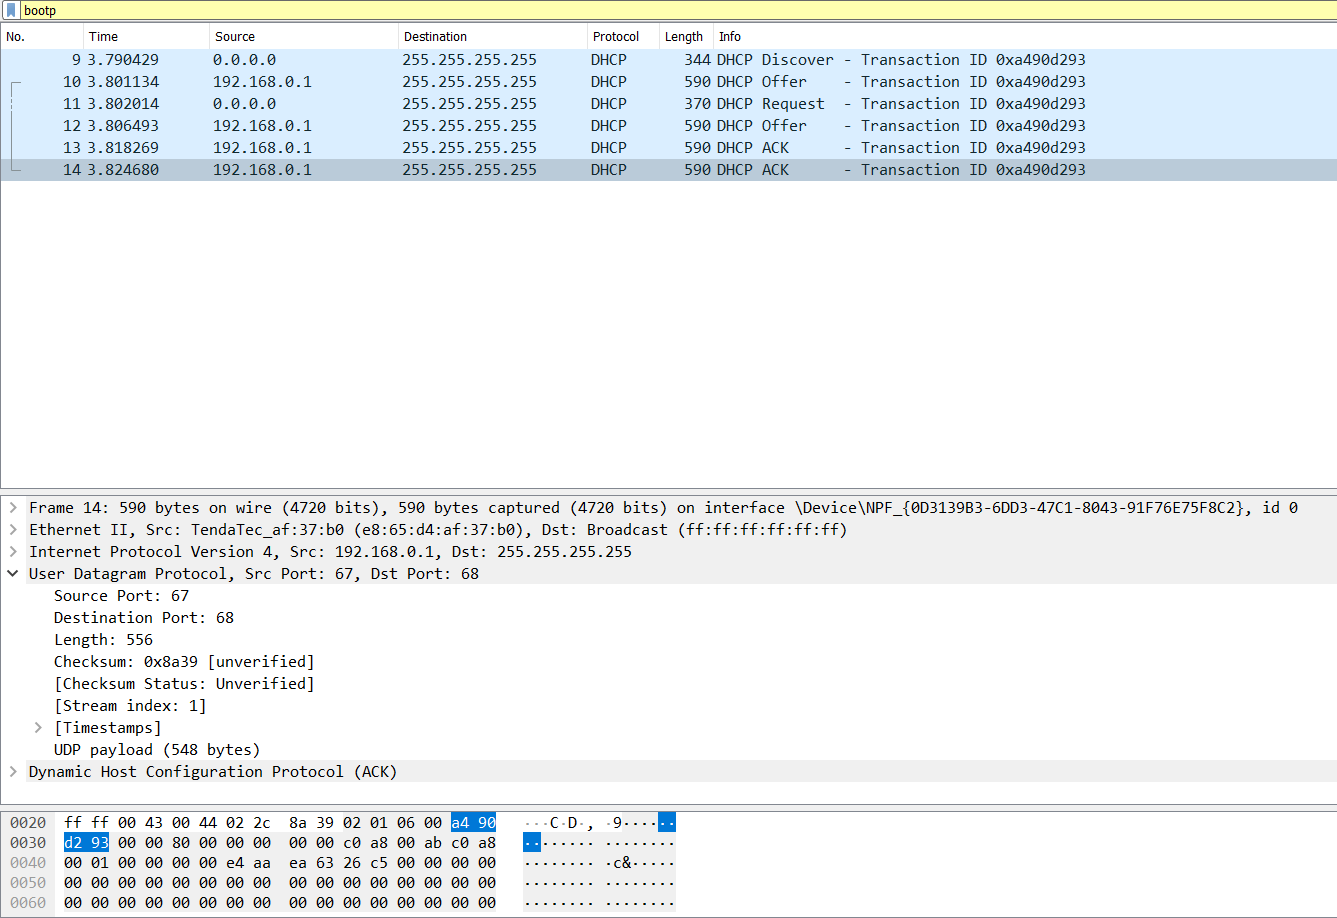 bootp
No. Time Source Destination Protocol Length Info
9 3.790429 0.0.0.0 255.255.255.255 DHCP 344 DHCP Discover - Transaction ID 0xa490d293
10 3.801134 192.168.0.1 255.255.255.255 DHCP 590 DHCP Offer - Transaction ID 0xa490d293
11 3.802014 0.0.0.0 255.255.255.255 DHCP 370 DHCP Request - Transaction ID 0xa490d293
12 3.806493 192.168.0.1 255.255.255.255 DHCP 590 DHCP Offer - Transaction ID 0xa490d293
13 3.818269 192.168.0.1 255.255.255.255 DHCP 590 DHCP ACK - Transaction ID 0xa490d293
14 3.824680 192.168.0.1 255.255.255.255 DHCP 590 DHCP ACK - Transaction ID 0xa490d293
Frame 14: 590 bytes on wire (4720 bits), 590 bytes captured (4720 bits) on interface \Device\NPF_{0D3139B3-6DD3-47C1-8043-91F76E75F8C2}, id 0
Ethernet II, Src: TendaTec_af:37:b0 (e8:65:d4:af:37:b0), Dst: Broadcast (ff:ff:ff:ff:ff:ff)
Internet Protocol Version 4, Src: 192.168.0.1, Dst: 255.255.255.255
User Datagram Protocol, Src Port: 67, Dst Port: 68
Source Port: 67
Destination Port: 68
Length: 556
Checksum: 0x8a39 [unverified]
[Checksum Status: Unverified]
[Stream index: 1]
[Timestamps]
UDP payload (548 bytes)
Dynamic Host Configuration Protocol (ACK)
0020 ff ff 00 43 00 44 02 2c 8a 39 02 01 06 00 a4 90 ···C·D·, ·9······
0030 d2 93 00 00 80 00 00 00 00 00 c0 a8 00 ab c0 a8 ········ ········
0040 00 01 00 00 00 00 e4 aa ea 63 26 c5 00 00 00 00 ········ ·c&·····
0050 00 00 00 00 00 00 00 00 00 00 00 00 00 00 00 00 ········ ········
0060 00 00 00 00 00 00 00 00 00 00 00 00 00 00 00 00 ········ ········